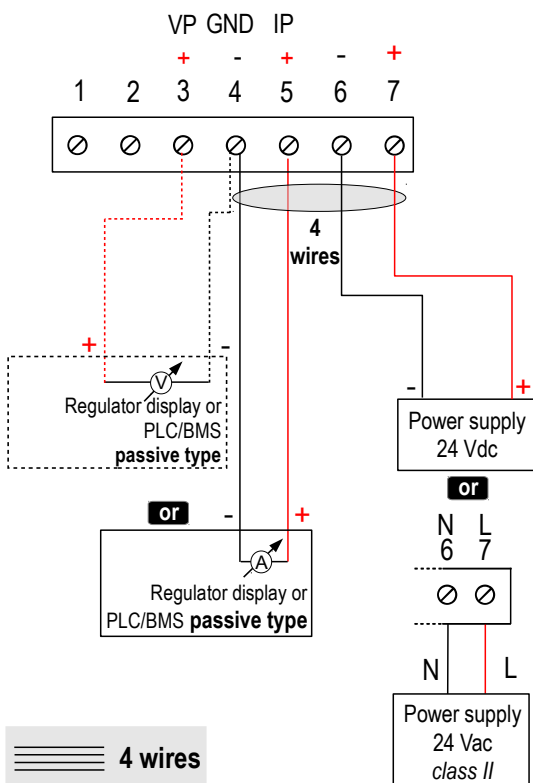 VP GND IP
+ - + - +
1 2 3 4 5 6 7
4
wires
+ -
V
Regulator display or
PLC/BMS
passive type
- +
Power supply
24 Vdc
or
or
- +
A
Regulator display or
PLC/BMS passive type
N L
6 7
N L
Power supply
24 Vac
class II
4 wires